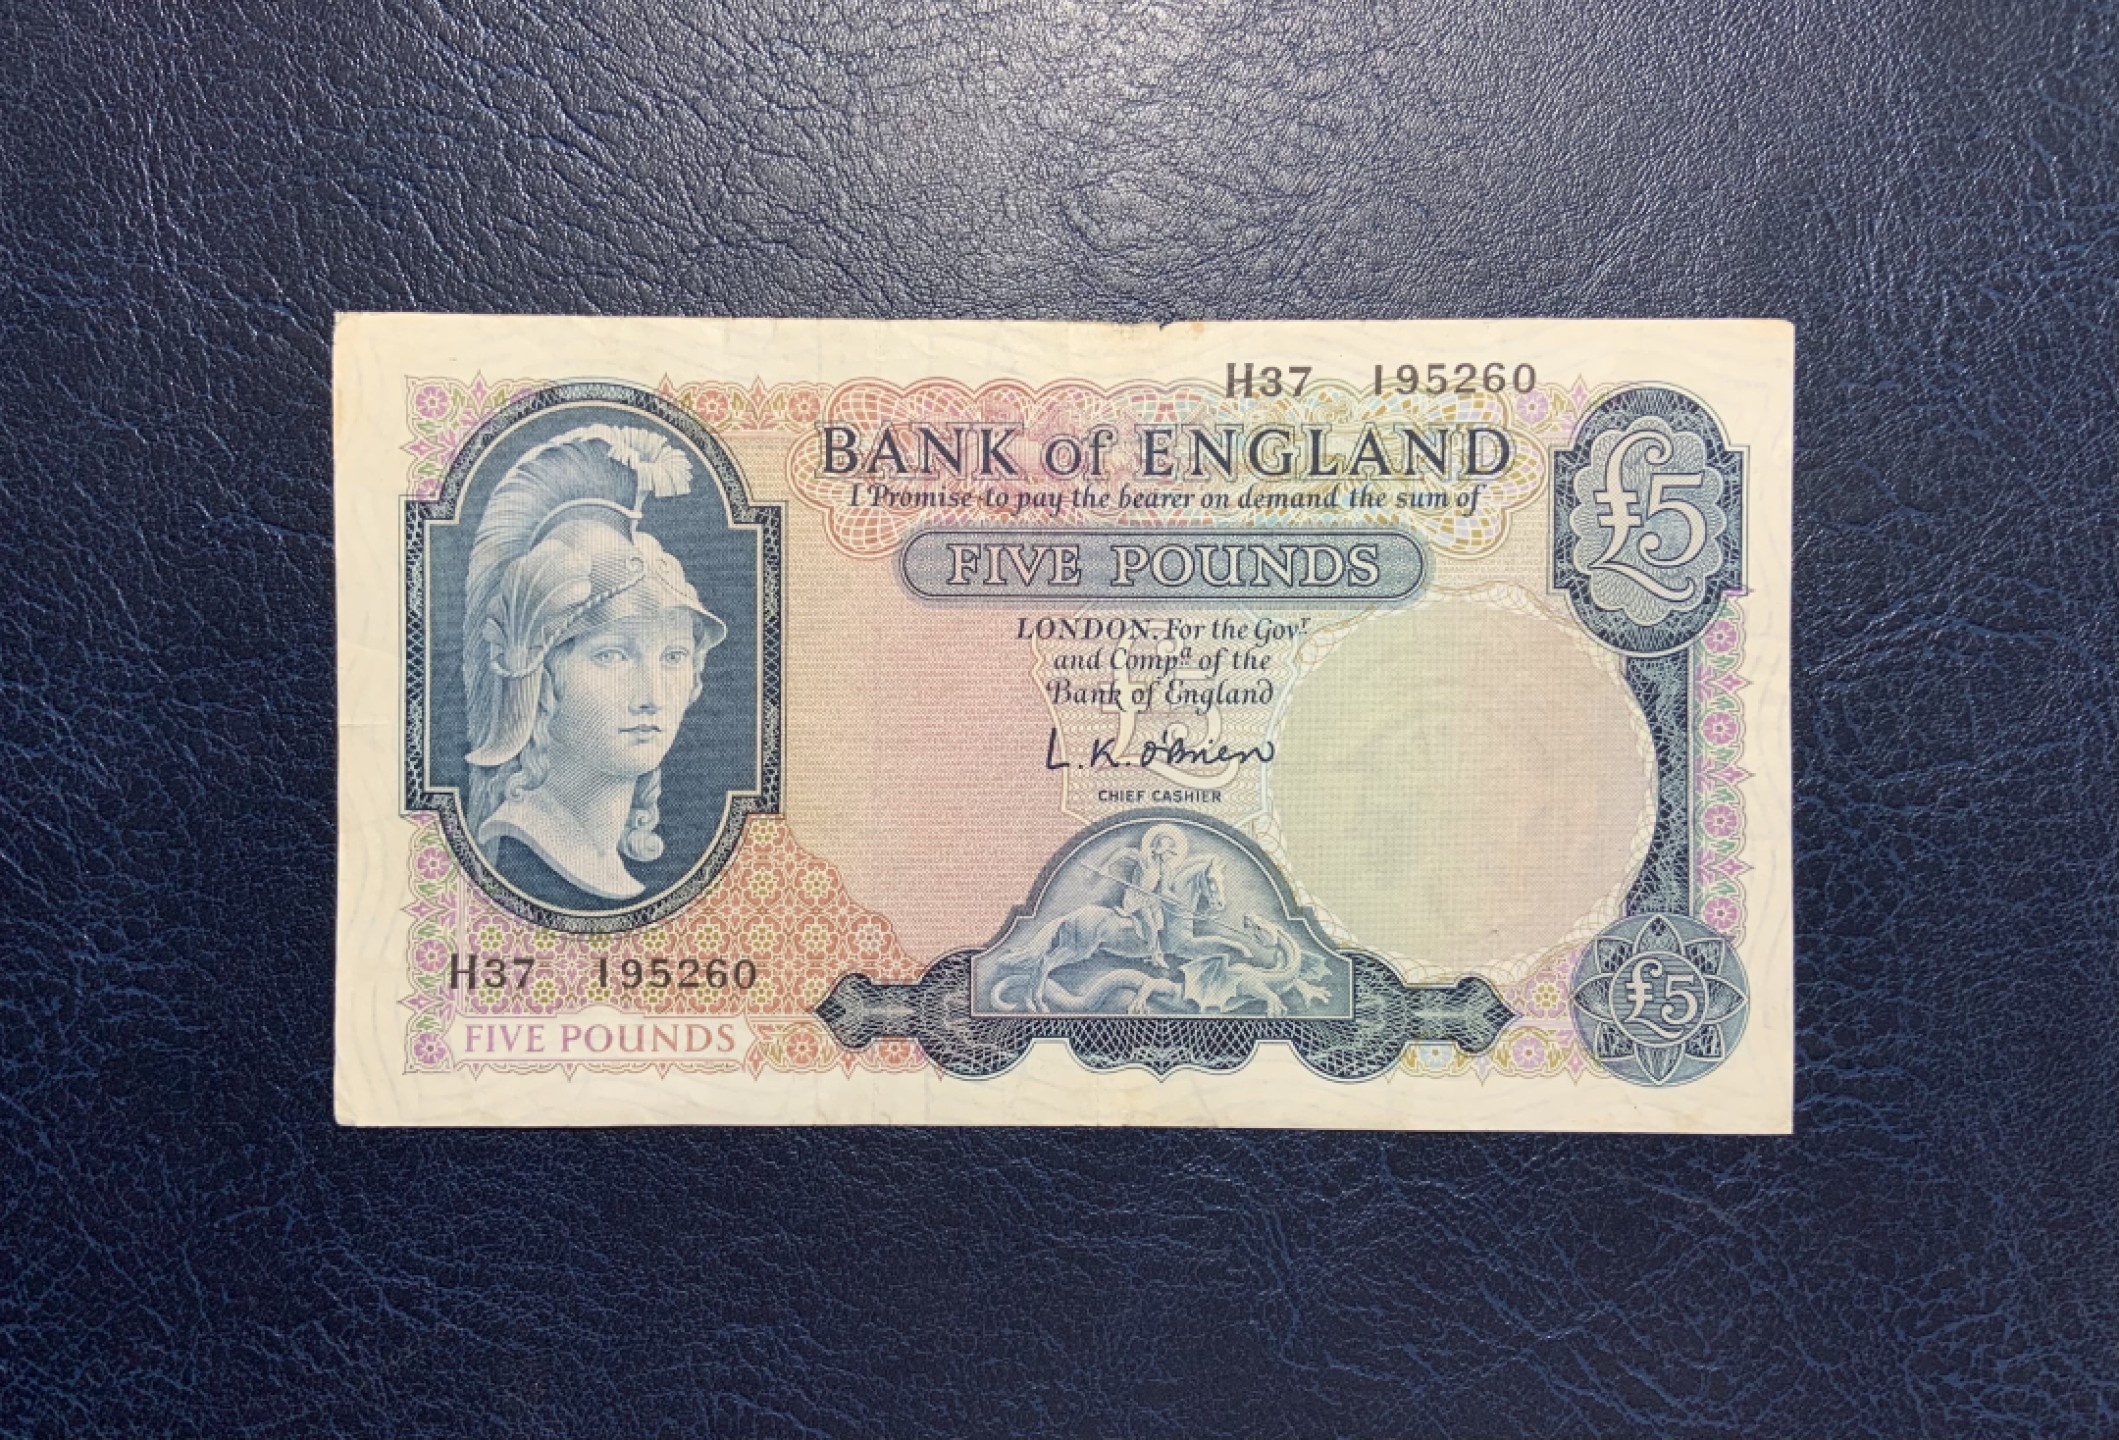 H37 195260
BANK of ENGLAND
I Promise to pay the bearer on demand the sum of
£5
FIVE POUNDS
LONDON. For the Govʳ
and Compᵃ of the
Bank of England
£5
L.K. O'Brien
CHIEF CASHIER
H37 195260
FIVE POUNDS
£5